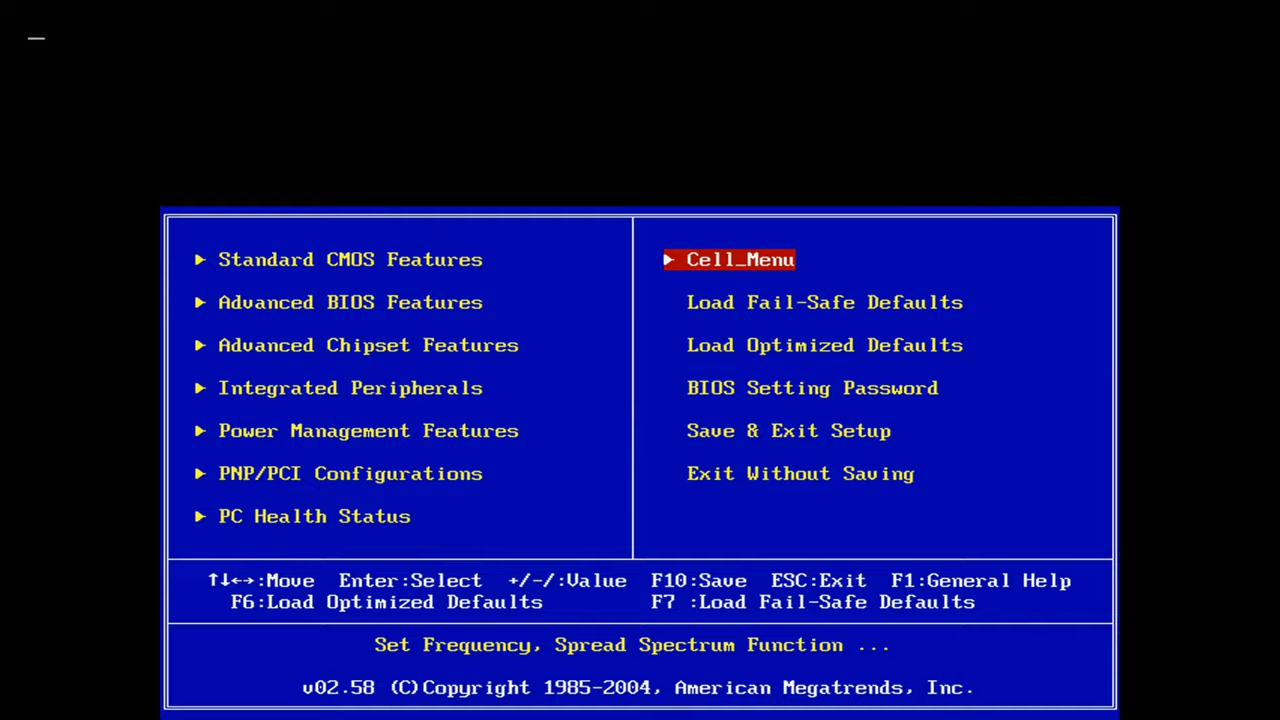 Standard CMOS Features
Advanced BIOS Features
Advanced Chipset Features
Integrated Peripherals
Power Management Features
PNP/PCI Configurations
PC Health Status
Cell_Menu
Load Fail-Safe Defaults
Load Optimized Defaults
BIOS Setting Password
Save & Exit Setup
Exit Without Saving
↑↓←→:Move Enter:Select +/-/:Value F10:Save ESC:Exit F1:General Help
F6:Load Optimized Defaults F7 :Load Fail-Safe Defaults
Set Frequency, Spread Spectrum Function ...
v02.58 (C)Copyright 1985-2004, American Megatrends, Inc.